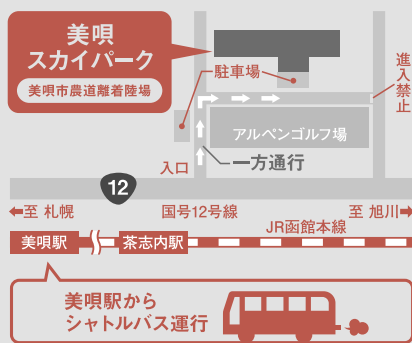 美唄
スカイパーク
美唄市農道離着陸場
駐車場
進入禁止
アルペンゴルフ場
入口
一方通行
12
←至 札幌
国号12号線
至 旭川→
JR函館本線
美唄駅
茶志内駅
美唄駅から
シャトルバス運行